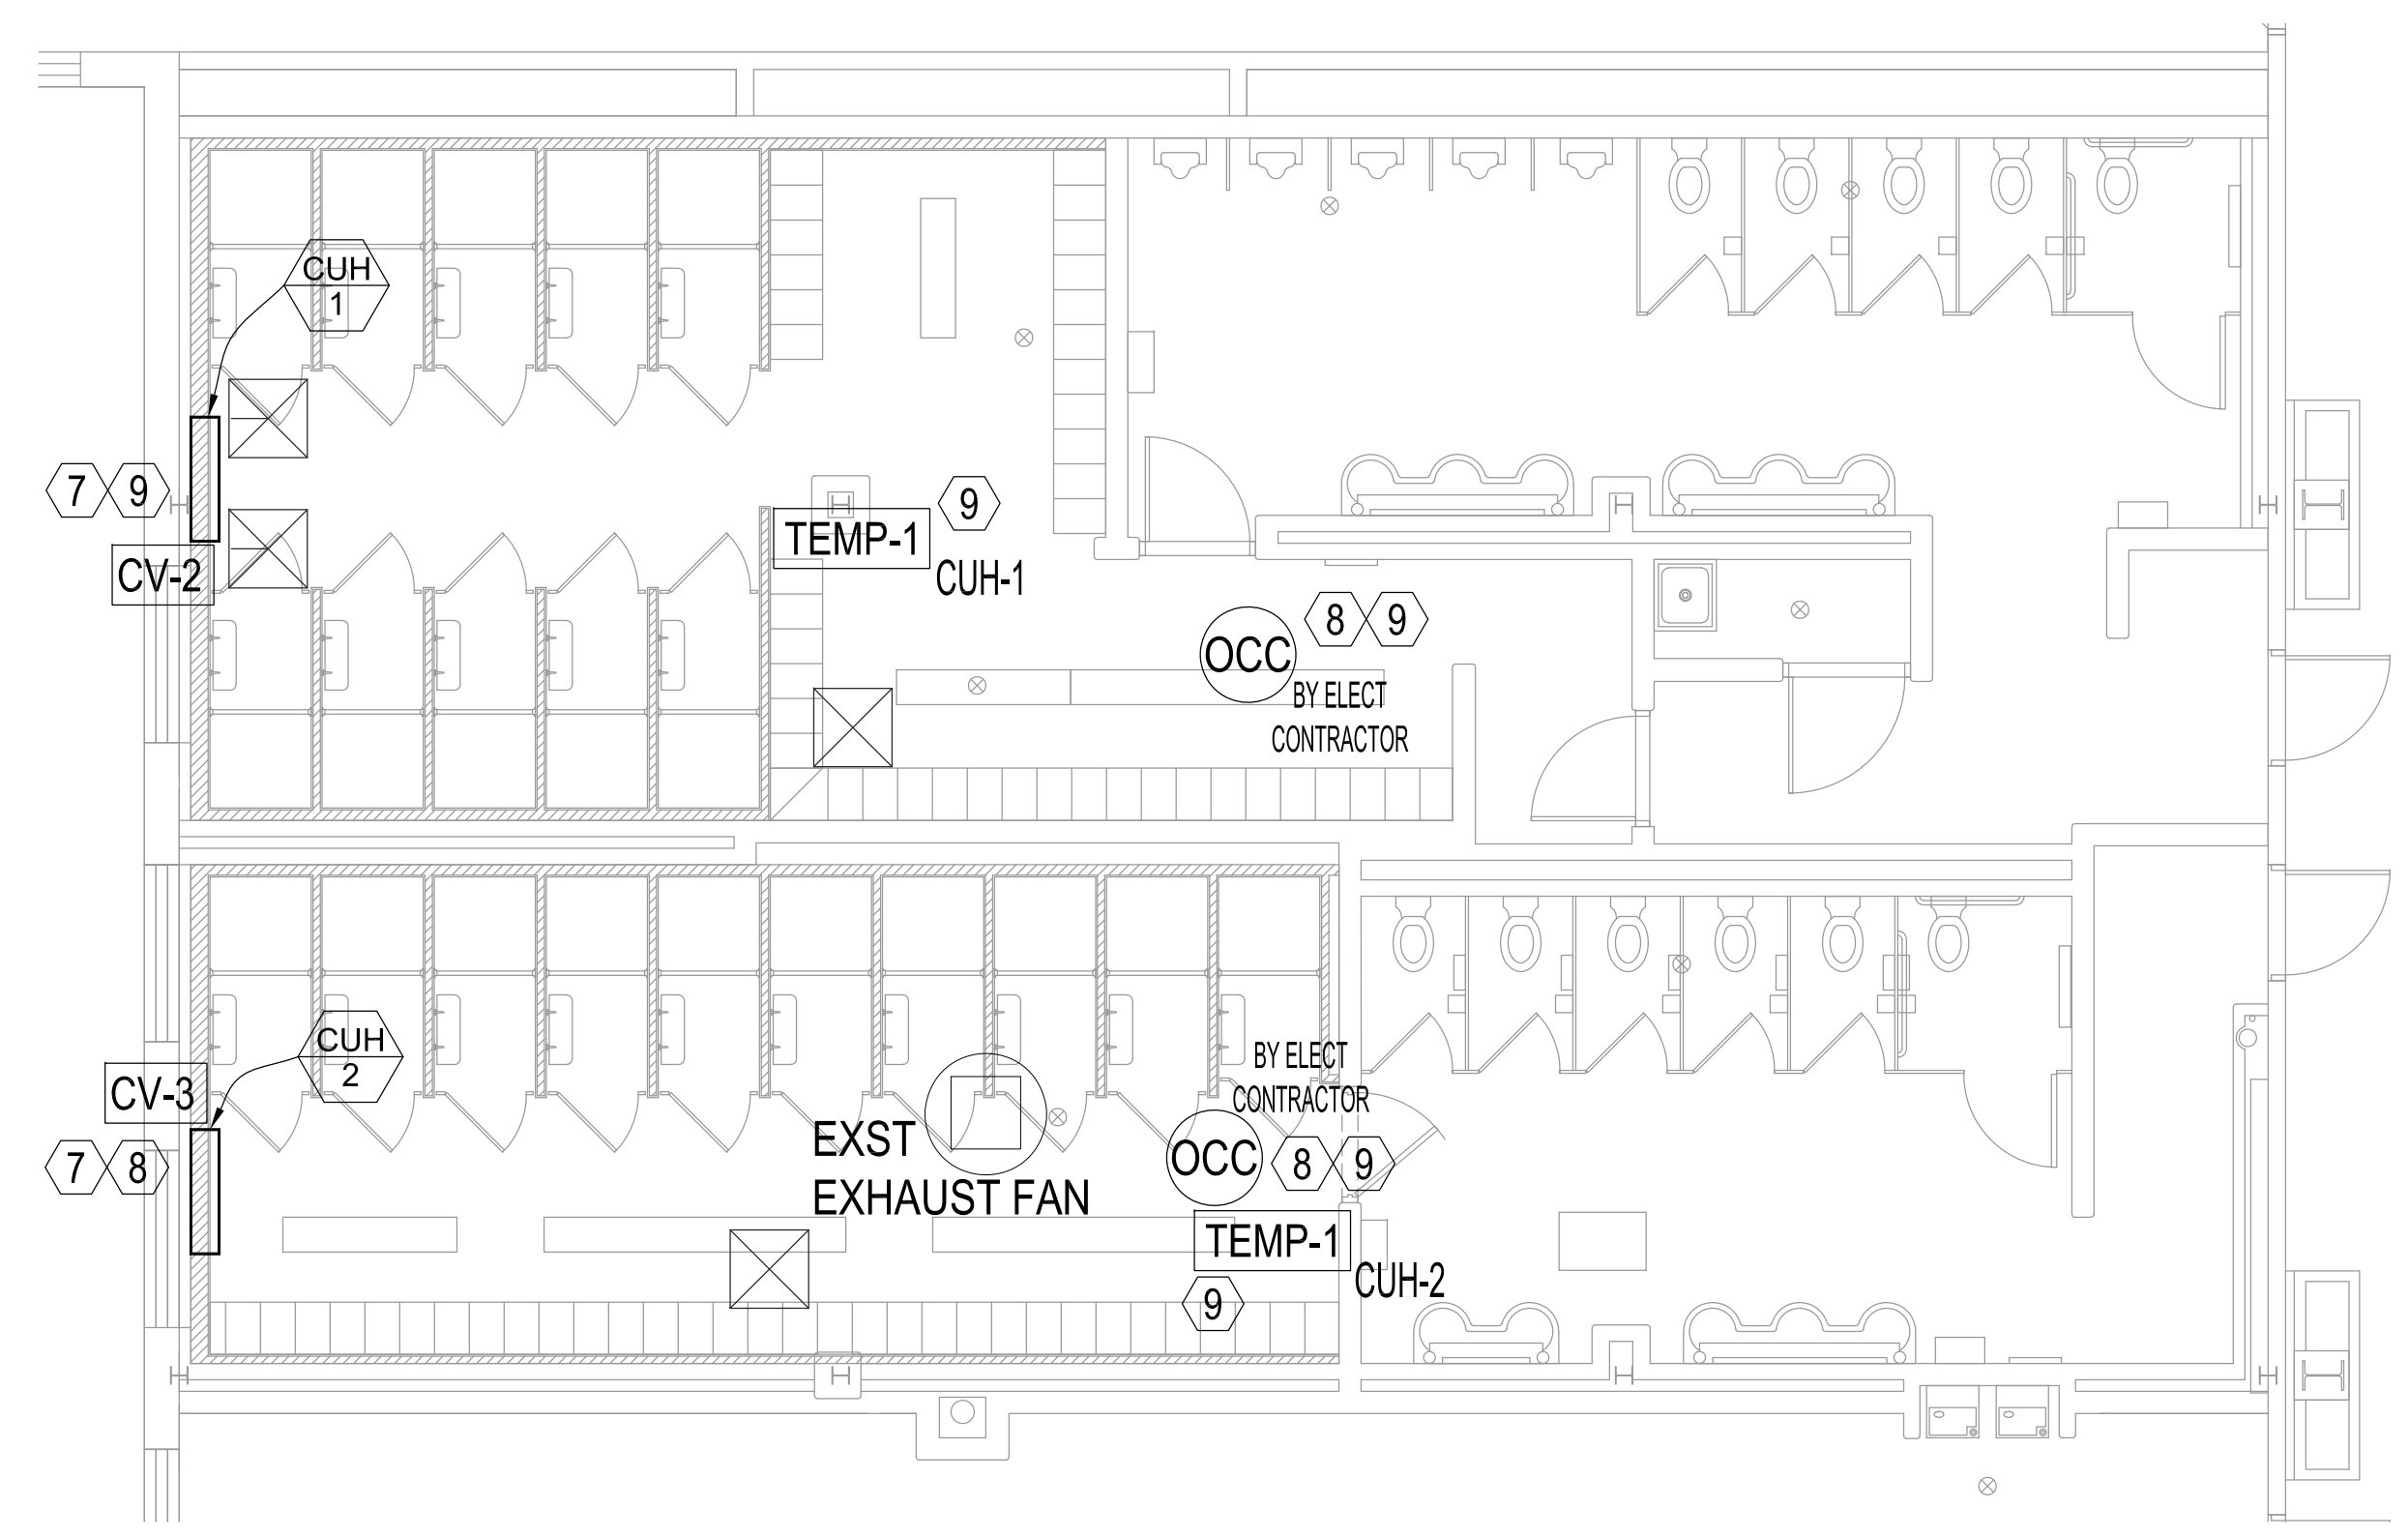 CUH
1
7
9
CV-2
TEMP-1
9
CUH-1
OCC
8
9
BY ELECT
CONTRACTOR
CUH
2
CV-3
7
8
EXST
EXHAUST FAN
BY ELECT
CONTRACTOR
OCC
8
9
TEMP-1
CUH-2
9